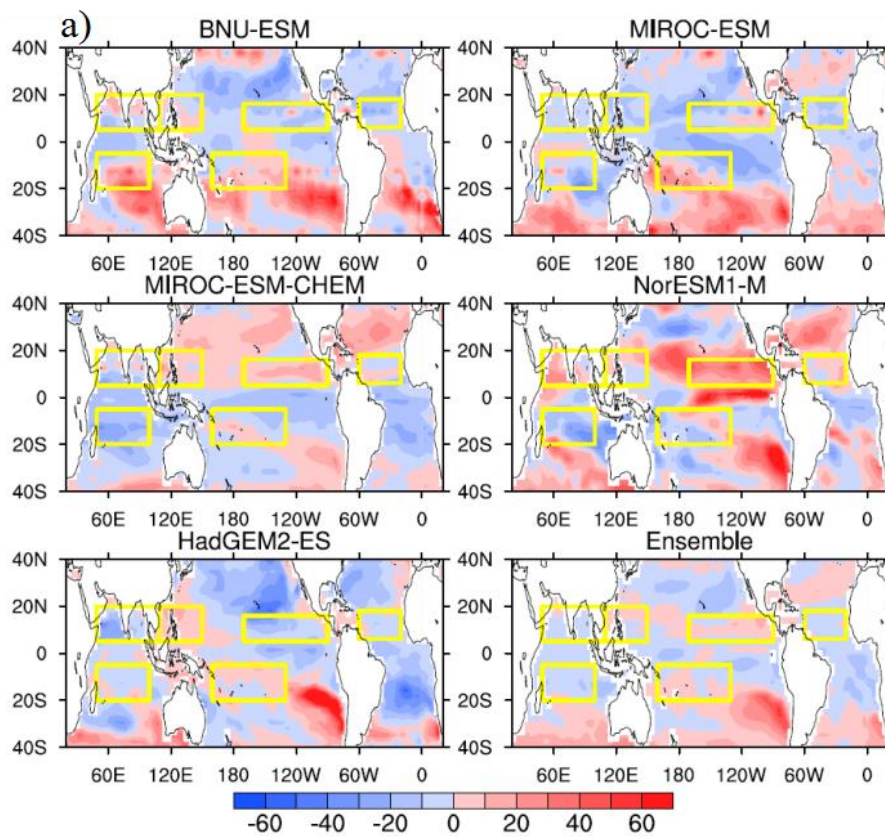 a)
BNU-ESM MIROC-ESM
40N 40N
20N 20N
0 0
20S 20S
40S 40S
60E 120E 180 120W 60W 0 60E 120E 180 120W 60W 0
MIROC-ESM-CHEM NorESM1-M
40N 40N
20N 20N
0 0
20S 20S
40S 40S
60E 120E 180 120W 60W 0 60E 120E 180 120W 60W 0
HadGEM2-ES Ensemble
40N 40N
20N 20N
0 0
20S 20S
40S 40S
60E 120E 180 120W 60W 0 60E 120E 180 120W 60W 0
-60 -40 -20 0 20 40 60